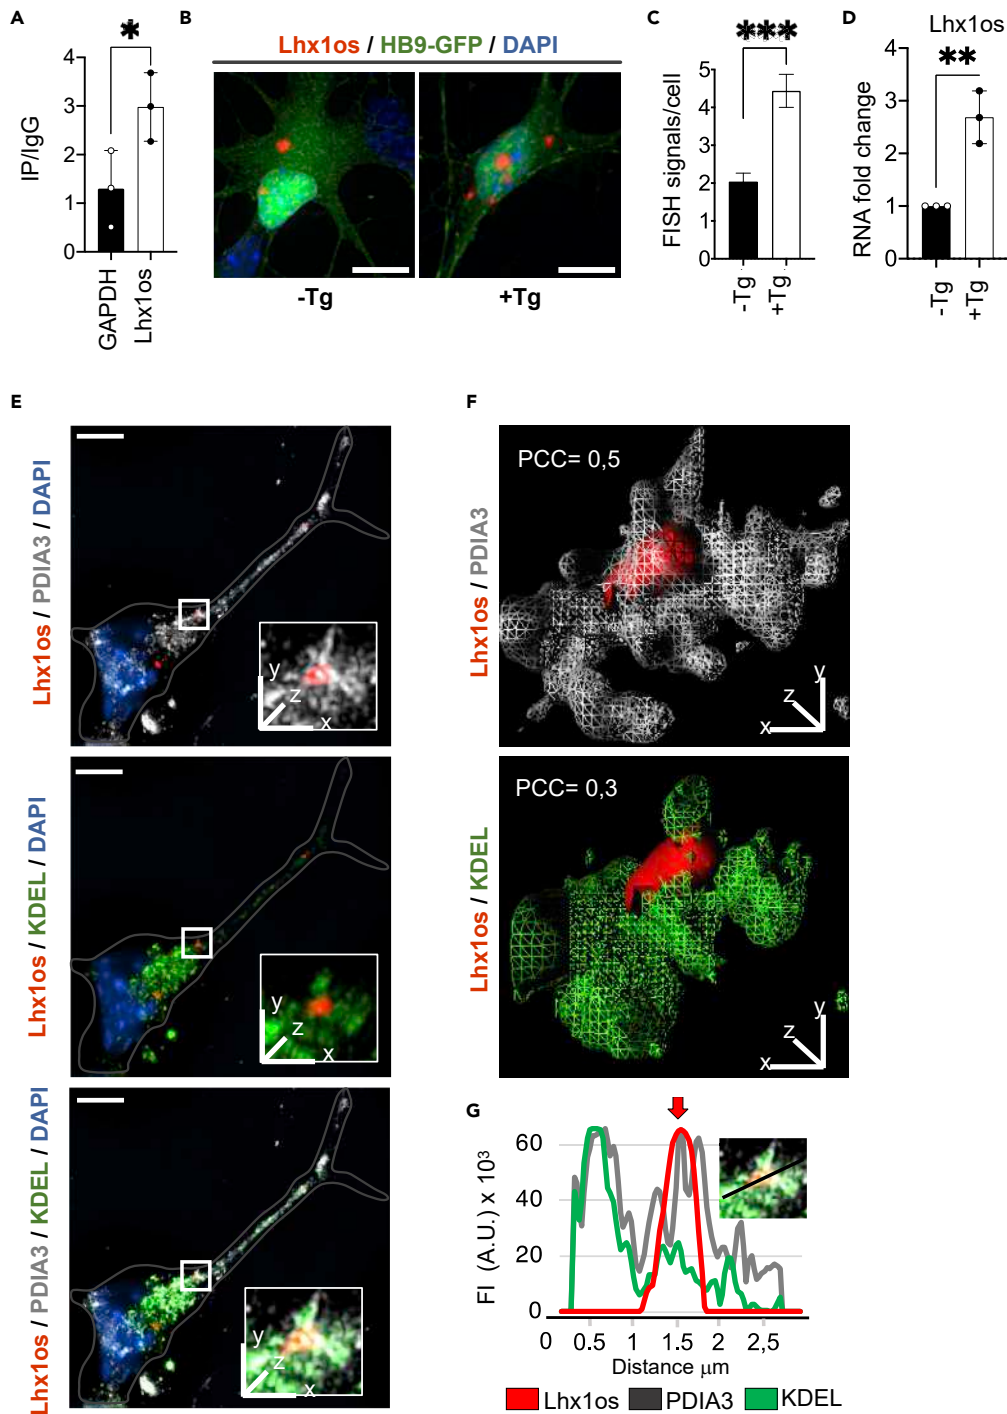 A
*
IP/IgG
4
3
2
1
0
GAPDH
Lhx1os
B
Lhx1os / HB9-GFP / DAPI
-Tg
+Tg
C
***
FISH signals/cell
5
4
3
2
1
0
-Tg
+Tg
D
Lhx1os
**
RNA fold change
4
3
2
1
0
-Tg
+Tg
E
Lhx1os / PDIA3 / DAPI
y
z
x
Lhx1os / KDEL / DAPI
y
z
x
Lhx1os / PDIA3 / KDEL / DAPI
y
z
x
F
Lhx1os / PDIA3
PCC= 0,5
y
z
x
Lhx1os / KDEL
PCC= 0,3
y
z
x
G
FI (A.U.) x 10³
60
40
20
0
0 0.5 1 1.5 2 2,5
Distance μm
Lhx1os PDIA3 KDEL